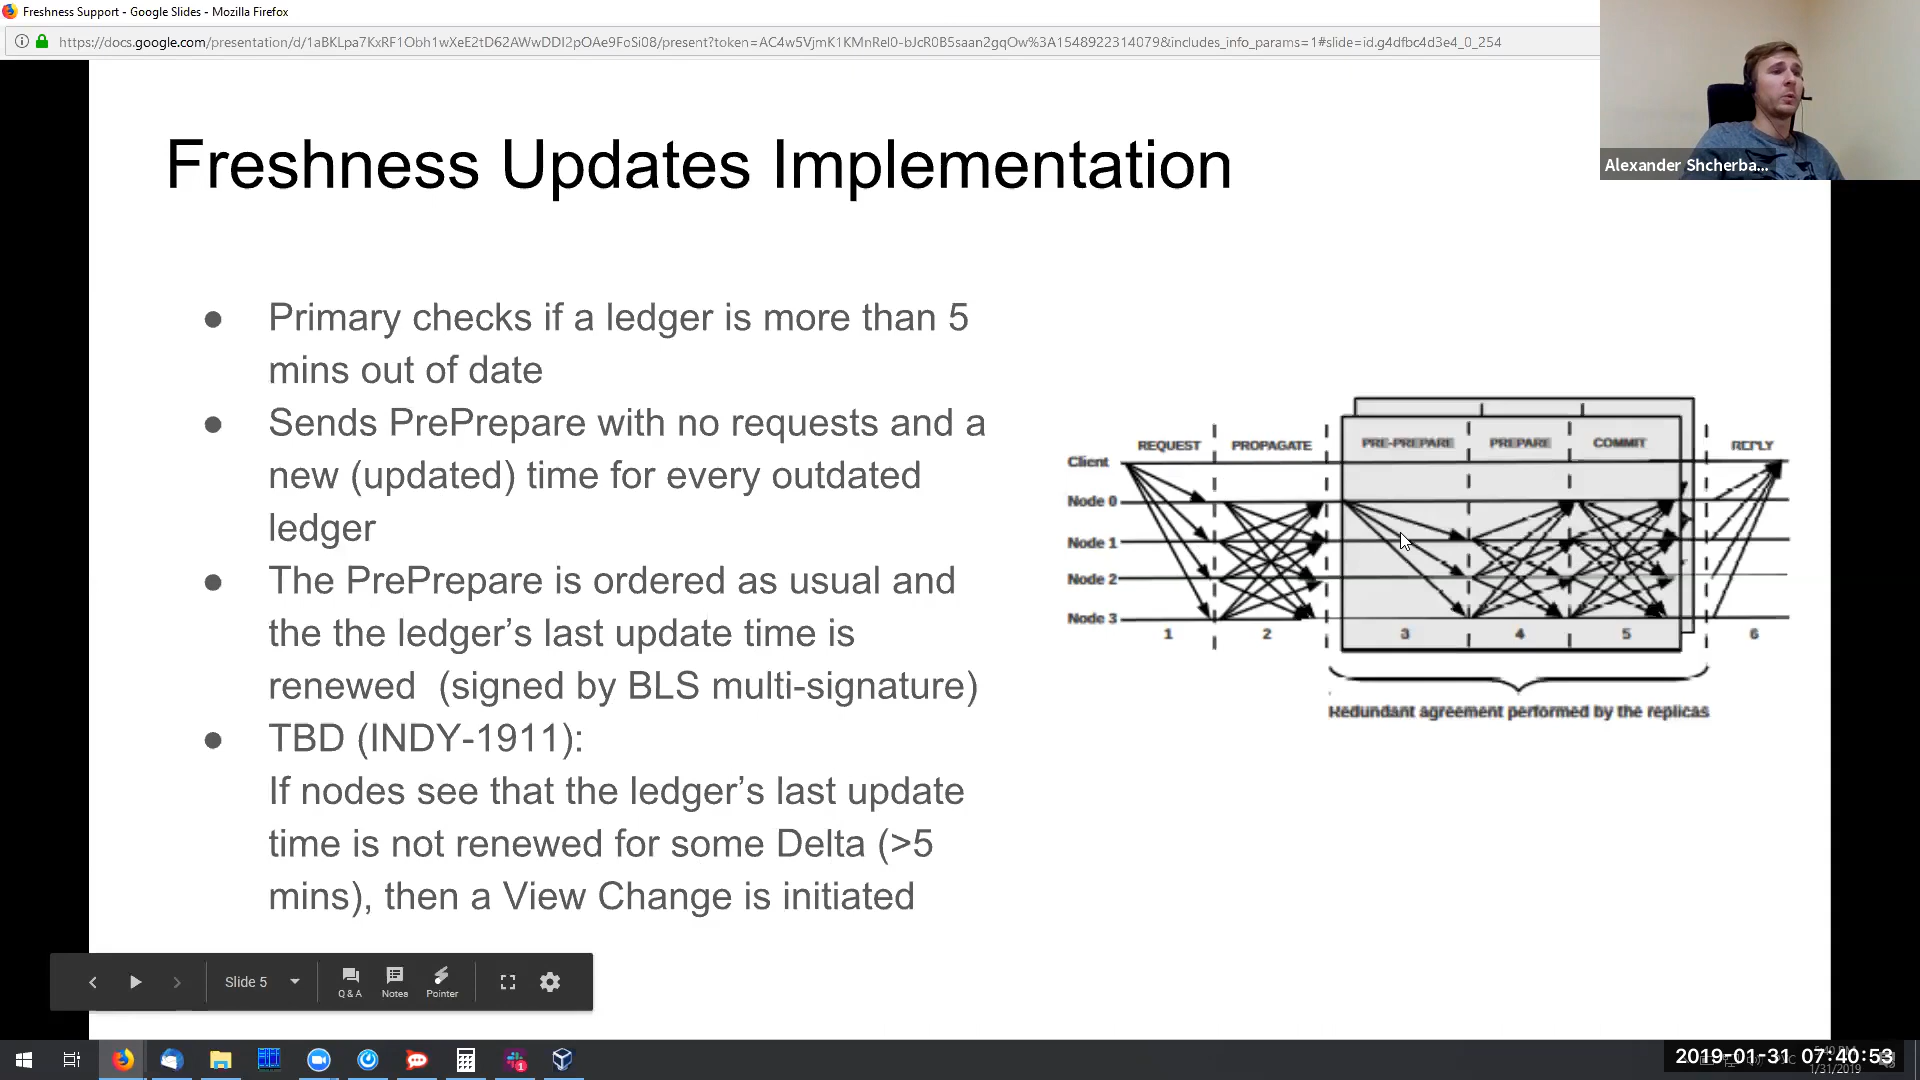 Freshness Support - Google Slides - Mozilla Firefox
https://docs.google.com/presentation/d/1aBKLpa7KxRF1Obh1wXeE2tD62AWwDDI2pOAe9FoSi08/present?token=AC4w5VjmK1KMnRel0-bJcR0B5saan2gqOw%3A1548922314079&includes_info_params=1#slide=id.g4dfbc4d3e4_0_254
Alexander Shcherba...
Freshness Updates Implementation
● Primary checks if a ledger is more than 5
mins out of date
● Sends PrePrepare with no requests and a
new (updated) time for every outdated
ledger
● The PrePrepare is ordered as usual and
the the ledger’s last update time is
renewed (signed by BLS multi-signature)
● TBD (INDY-1911):
If nodes see that the ledger’s last update
time is not renewed for some Delta (>5
mins), then a View Change is initiated
REQUEST PROPAGATE PRE-PREPARE PREPARE COMMIT REPLY
Client
Node 0
Node 1
Node 2
Node 3
1 2 3 4 5 6
Redundant agreement performed by the replicas
Slide 5
Q & A Notes Pointer
1
2019-01-31 07:40:53
1/31/2019